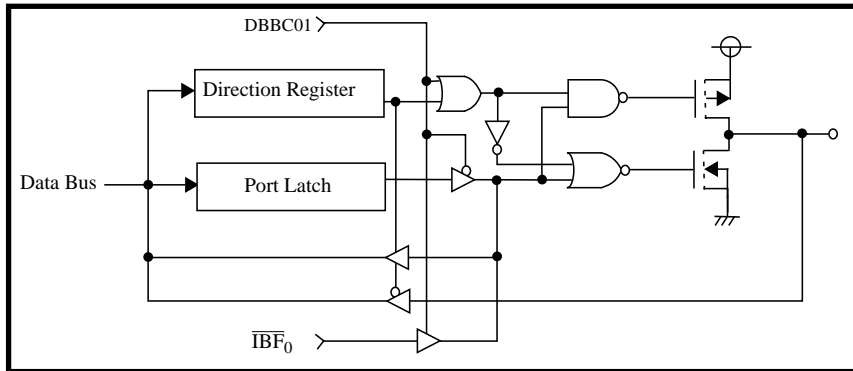 DBBC01
Direction Register
Data Bus
Port Latch
IBF0